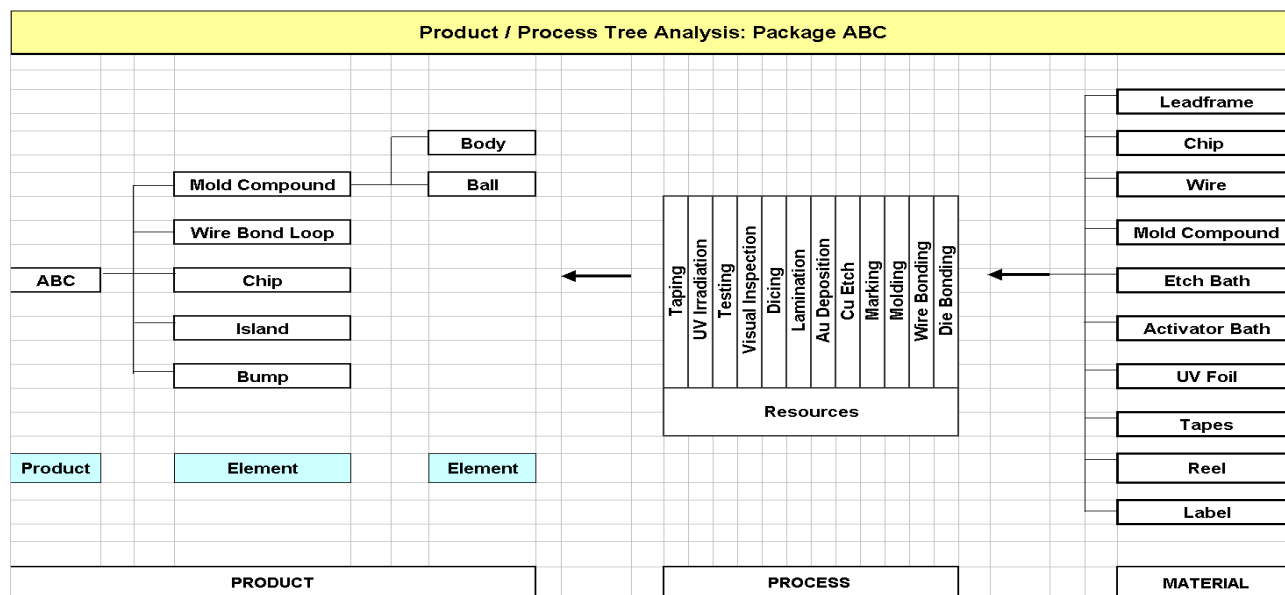 Product / Process Tree Analysis: Package ABC
Leadframe
Body
Chip
Mold Compound
Ball
Wire
Wire Bond Loop
Mold Compound
ABC
Chip
Etch Bath
Island
Activator Bath
Bump
UV Foil
Taping
UV Irradiation
Testing
Visual Inspection
Dicing
Lamination
Au Deposition
Cu Etch
Marking
Molding
Wire Bonding
Die Bonding
Resources
Tapes
Product
Element
Element
Reel
Label
PRODUCT
PROCESS
MATERIAL